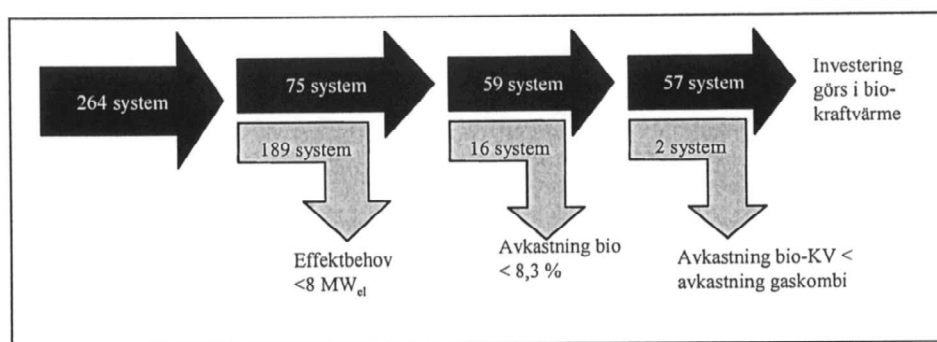 264 system
75 system
59 system
57 system
Investering
görs i bio-
kraftvärme
189 system
16 system
2 system
Effektbehov
<8 MWel
Avkastning bio
< 8,3 %
Avkastning bio-KV <
avkastning gaskombi